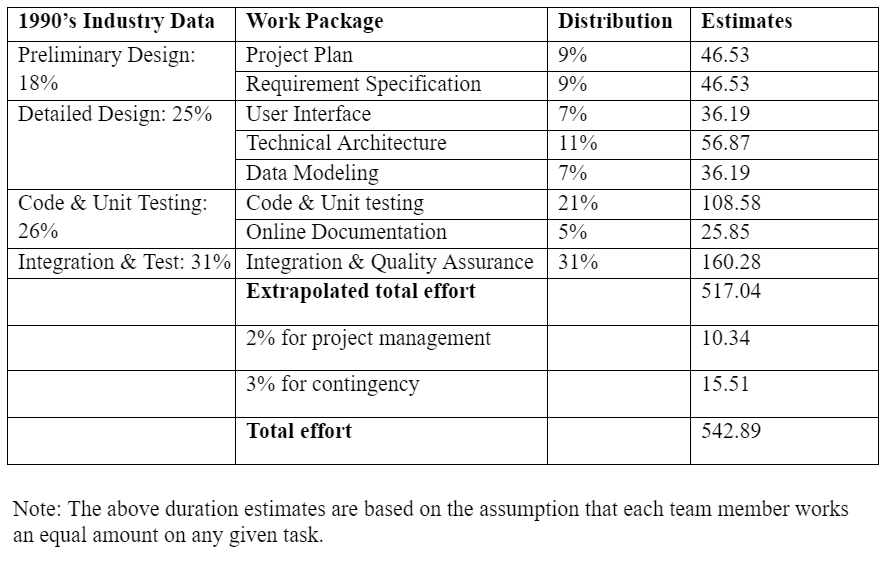 1990’s Industry Data Work Package Distribution Estimates
Preliminary Design: Project Plan 9% 46.53
18% Requirement Specification 9% 46.53
Detailed Design: 25% User Interface 7% 36.19
Technical Architecture 11% 56.87
Data Modeling 7% 36.19
Code & Unit Testing: Code & Unit testing 21% 108.58
26% Online Documentation 5% 25.85
Integration & Test: 31% Integration & Quality Assurance 31% 160.28
Extrapolated total effort 517.04
2% for project management 10.34
3% for contingency 15.51
Total effort 542.89
Note: The above duration estimates are based on the assumption that each team member works
an equal amount on any given task.